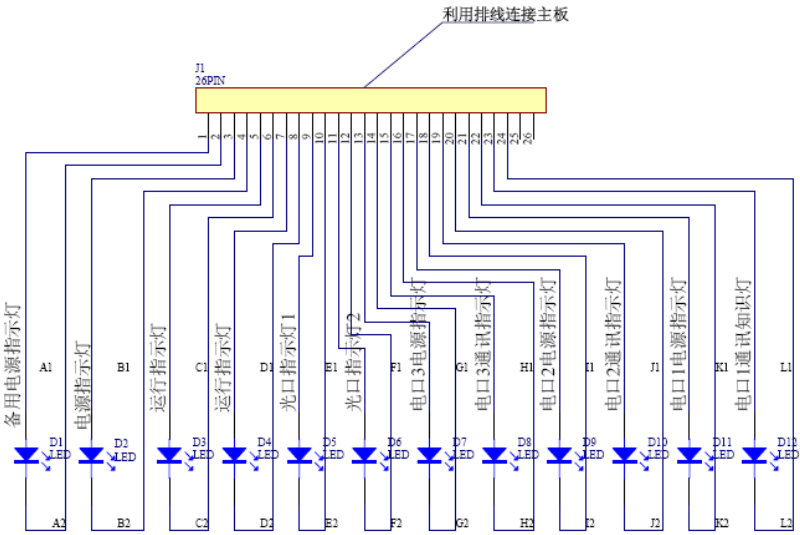 利用排线连接主板
J1
26PIN
1 2 3 4 5 6 7 8 9 10 11 12 13 14 15 16 17 18 19 20 21 22 23 24 25 26
备用电源指示灯
电源指示灯
运行指示灯
运行指示灯
光口指示灯1
光口指示灯2
电口3电源指示灯
电口3通讯指示灯
电口2电源指示灯
电口2通讯指示灯
电口1电源指示灯
电口1通讯知识灯
A1 B1 C1 D1 E1 F1 G1 H1 I1 J1 K1 L1
D1 D2 D3 D4 D5 D6 D7 D8 D9 D10 D11 D12
LED LED LED LED LED LED LED LED LED LED LED LED
A2 B2 C2 D2 E2 F2 G2 H2 I2 J2 K2 L2